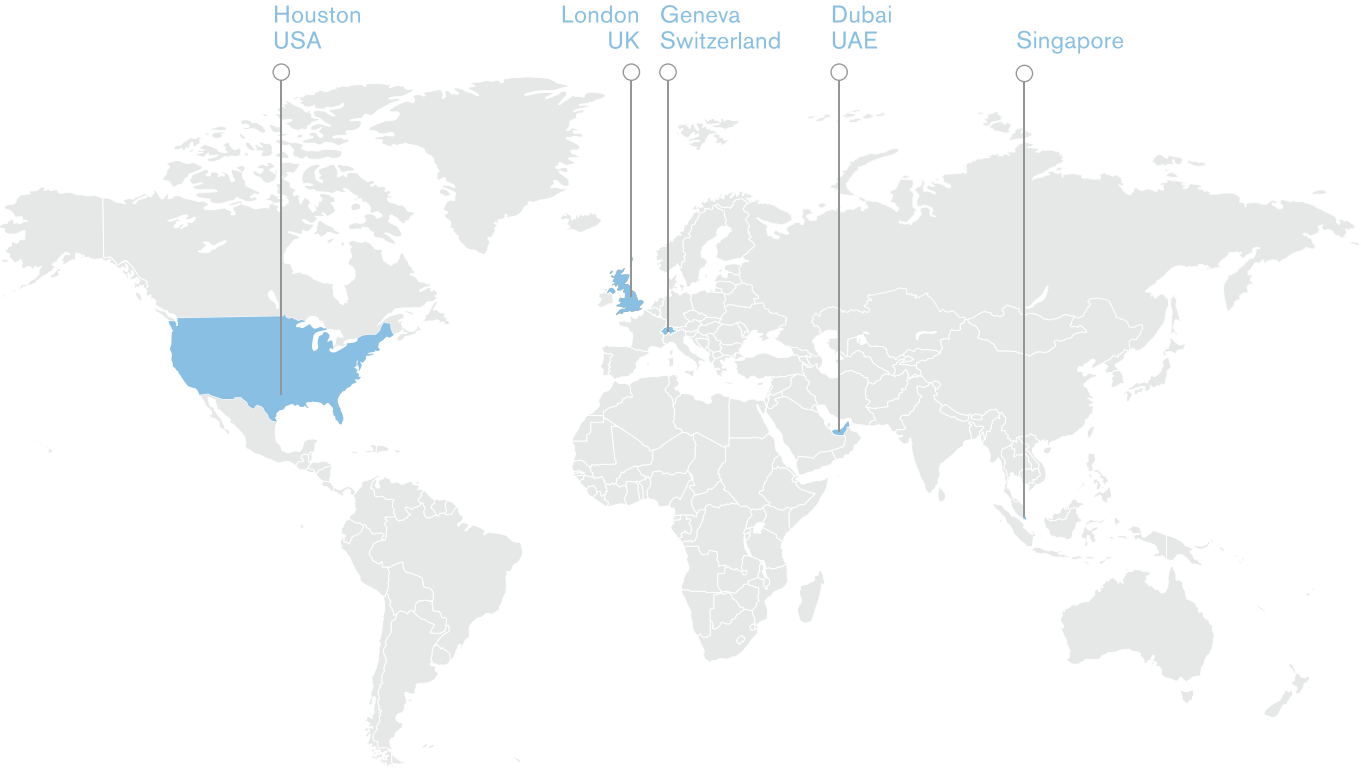 Houston
USA
London
UK
Geneva
Switzerland
Dubai
UAE
Singapore